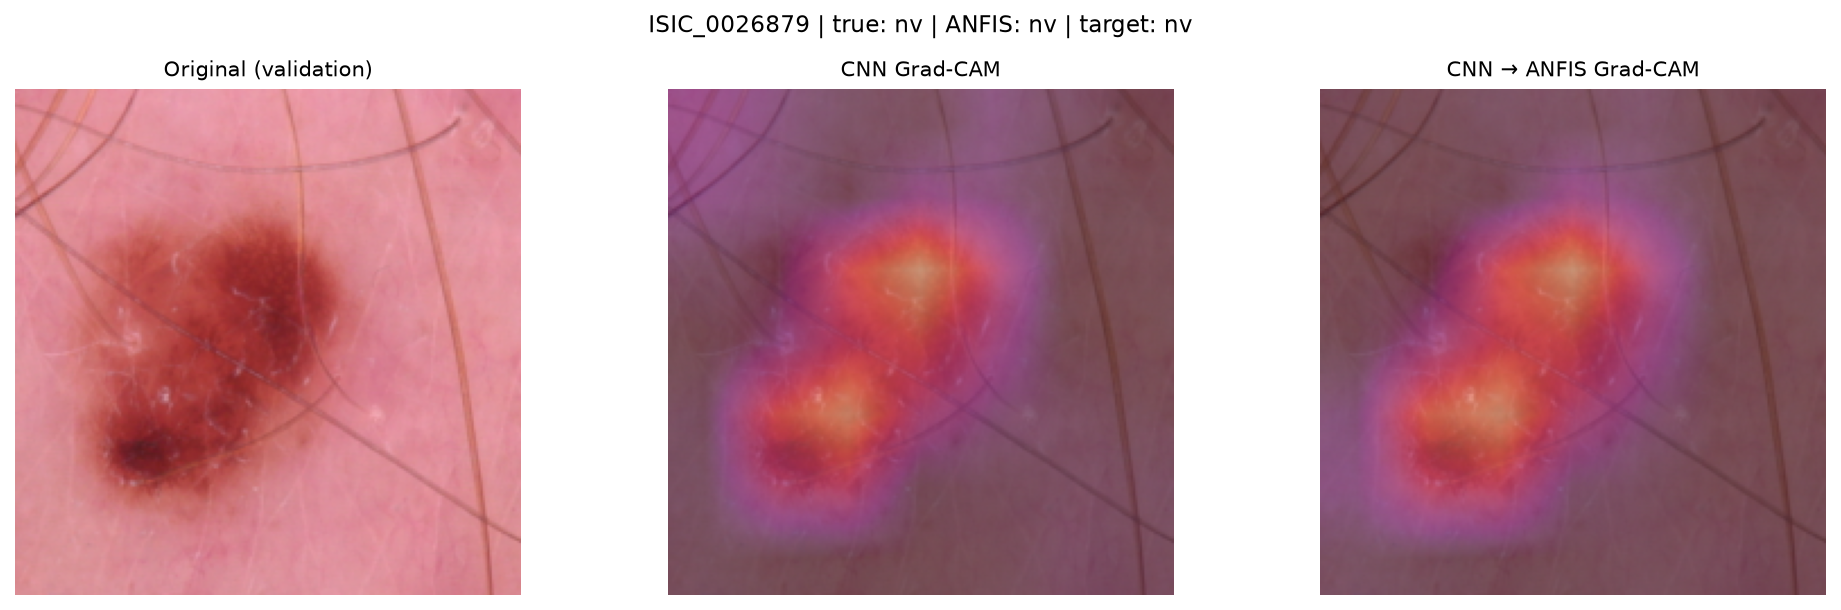 ISIC_0026879 | true: nv | ANFIS: nv | target: nv
Original (validation)
CNN Grad-CAM
CNN → ANFIS Grad-CAM